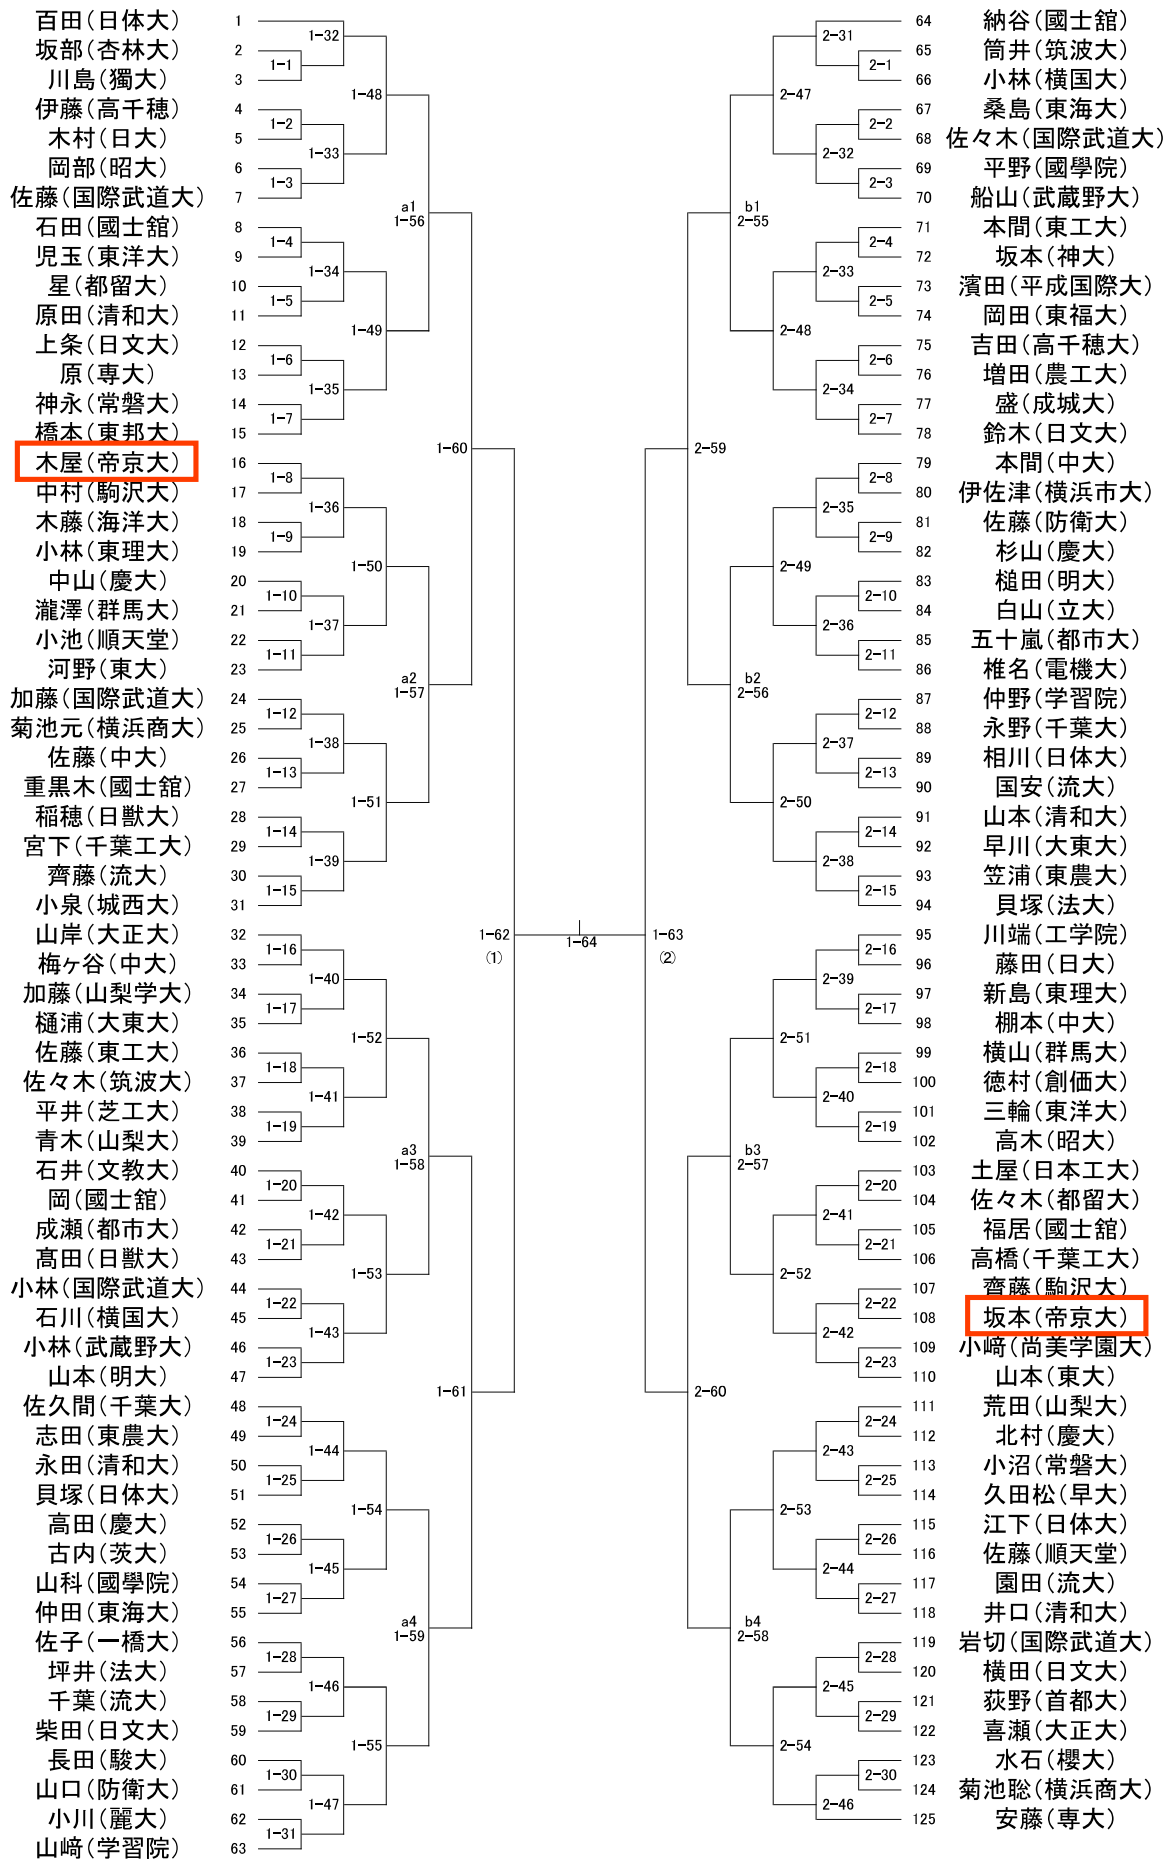 百田(日体大) 1
坂部(杏林大) 2
川島(獨大) 3
伊藤(高千穂) 4
木村(日大) 5
岡部(昭大) 6
佐藤(国際武道大) 7
石田(國士舘) 8
児玉(東洋大) 9
星(都留大) 10
原田(清和大) 11
上条(日文大) 12
原(専大) 13
神永(常磐大) 14
橋本(東邦大) 15
木屋(帝京大) 16
中村(駒沢大) 17
木藤(海洋大) 18
小林(東理大) 19
中山(慶大) 20
瀧澤(群馬大) 21
小池(順天堂) 22
河野(東大) 23
加藤(国際武道大) 24
菊池元(横浜商大) 25
佐藤(中大) 26
重黒木(國士舘) 27
稲穂(日獣大) 28
宮下(千葉工大) 29
齊藤(流大) 30
小泉(城西大) 31
山岸(大正大) 32
梅ヶ谷(中大) 33
加藤(山梨学大) 34
樋浦(大東大) 35
佐藤(東工大) 36
佐々木(筑波大) 37
平井(芝工大) 38
青木(山梨大) 39
石井(文教大) 40
岡(國士舘) 41
成瀬(都市大) 42
髙田(日獣大) 43
小林(国際武道大) 44
石川(横国大) 45
小林(武蔵野大) 46
山本(明大) 47
佐久間(千葉大) 48
志田(東農大) 49
永田(清和大) 50
貝塚(日体大) 51
高田(慶大) 52
古内(茨大) 53
山科(國學院) 54
仲田(東海大) 55
佐子(一橋大) 56
坪井(法大) 57
千葉(流大) 58
柴田(日文大) 59
長田(駿大) 60
山口(防衛大) 61
小川(麗大) 62
山﨑(学習院) 63
1-1
1-2
1-3
1-4
1-5
1-6
1-7
1-8
1-9
1-10
1-11
1-12
1-13
1-14
1-15
1-16
1-17
1-18
1-19
1-20
1-21
1-22
1-23
1-24
1-25
1-26
1-27
1-28
1-29
1-30
1-31
1-32
1-33
1-34
1-35
1-36
1-37
1-38
1-39
1-40
1-41
1-42
1-43
1-44
1-45
1-46
1-47
1-48
1-49
1-50
1-51
1-52
1-53
1-54
1-55
a1
1-56
a2
1-57
a3
1-58
a4
1-59
1-60
1-61
1-62
(1)
1-64
1-63
(2)
2-59
2-60
b1
2-55
b2
2-56
b3
2-57
b4
2-58
2-47
2-48
2-49
2-50
2-51
2-52
2-53
2-54
2-31
2-32
2-33
2-34
2-35
2-36
2-37
2-38
2-39
2-40
2-41
2-42
2-43
2-44
2-45
2-46
2-1
2-2
2-3
2-4
2-5
2-6
2-7
2-8
2-9
2-10
2-11
2-12
2-13
2-14
2-15
2-16
2-17
2-18
2-19
2-20
2-21
2-22
2-23
2-24
2-25
2-26
2-27
2-28
2-29
2-30
64 納谷(國士舘)
65 筒井(筑波大)
66 小林(横国大)
67 桑島(東海大)
68 佐々木(国際武道大)
69 平野(國學院)
70 船山(武蔵野大)
71 本間(東工大)
72 坂本(神大)
73 濱田(平成国際大)
74 岡田(東福大)
75 吉田(高千穂大)
76 増田(農工大)
77 盛(成城大)
78 鈴木(日文大)
79 本間(中大)
80 伊佐津(横浜市大)
81 佐藤(防衛大)
82 杉山(慶大)
83 槌田(明大)
84 白山(立大)
85 五十嵐(都市大)
86 椎名(電機大)
87 仲野(学習院)
88 永野(千葉大)
89 相川(日体大)
90 国安(流大)
91 山本(清和大)
92 早川(大東大)
93 笠浦(東農大)
94 貝塚(法大)
95 川端(工学院)
96 藤田(日大)
97 新島(東理大)
98 棚本(中大)
99 横山(群馬大)
100 徳村(創価大)
101 三輪(東洋大)
102 高木(昭大)
103 土屋(日本工大)
104 佐々木(都留大)
105 福居(國士舘)
106 高橋(千葉工大)
107 齊藤(駒沢大)
108 坂本(帝京大)
109 小﨑(尚美学園大)
110 山本(東大)
111 荒田(山梨大)
112 北村(慶大)
113 小沼(常磐大)
114 久田松(早大)
115 江下(日体大)
116 佐藤(順天堂)
117 園田(流大)
118 井口(清和大)
119 岩切(国際武道大)
120 横田(日文大)
121 荻野(首都大)
122 喜瀬(大正大)
123 水石(櫻大)
124 菊池聡(横浜商大)
125 安藤(専大)